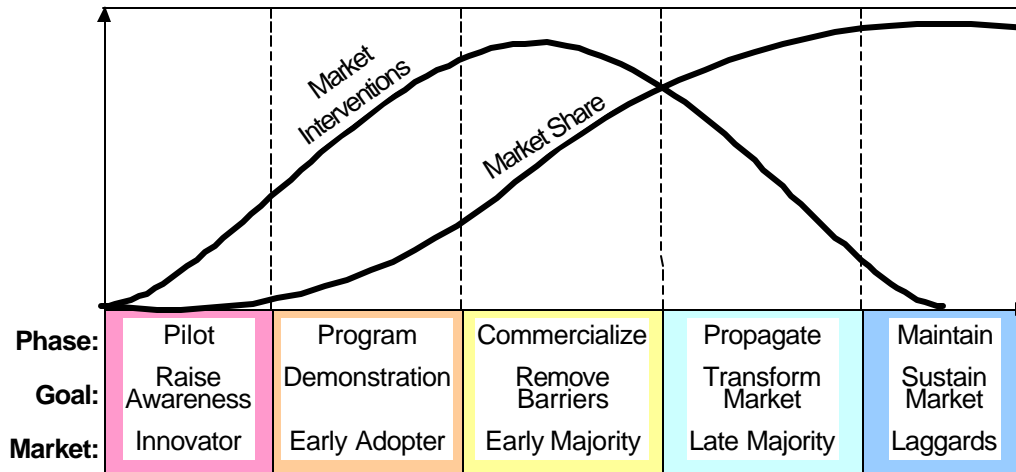 Market
Interventions
Market Share
Phase: Pilot Program Commercialize Propagate Maintain
Goal: Raise Awareness Demonstration Remove Barriers Transform Market Sustain Market
Market: Innovator Early Adopter Early Majority Late Majority Laggards